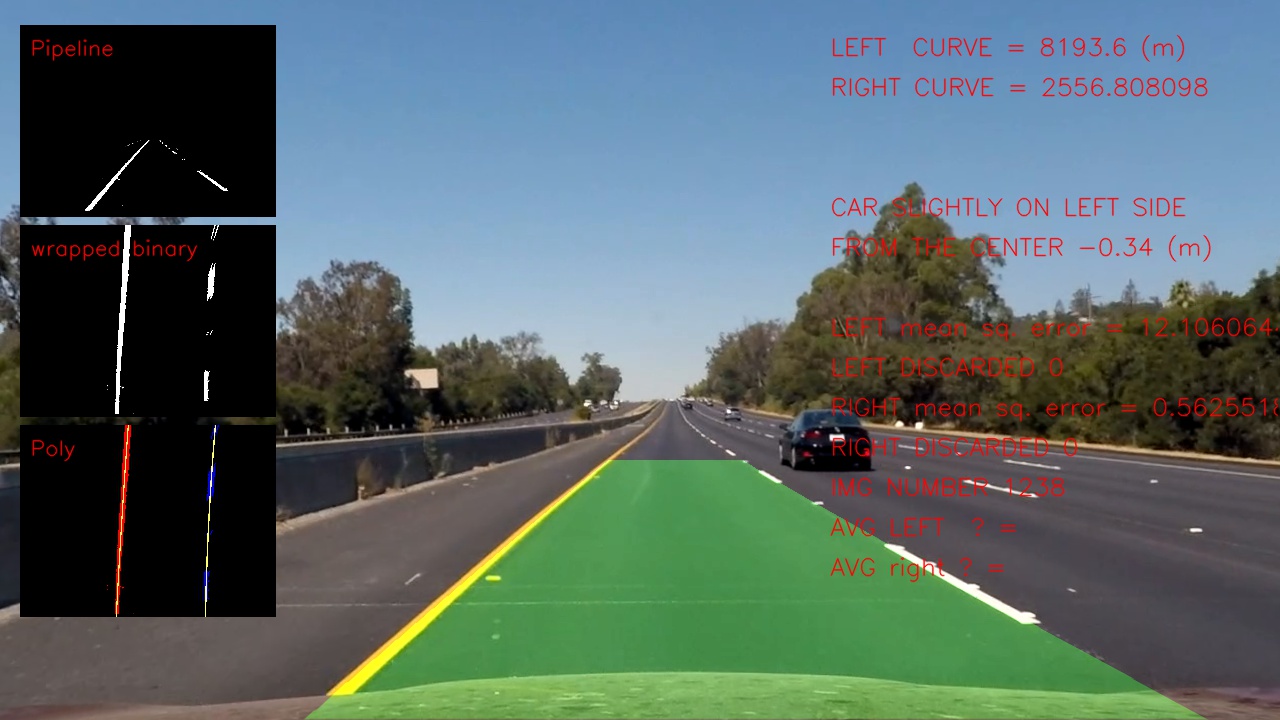 Pipeline
wrapped binary
Poly
LEFT CURVE = 8193.6 (m)
RIGHT CURVE = 2556.808098
CAR SLIGHTLY ON LEFT SIDE
FROM THE CENTER -0.34 (m)
LEFT mean sq. error = 12.106064
LEFT DISCARDED 0
RIGHT mean sq. error = 0.562551
RIGHT DISCARDED 0
IMG NUMBER 1238
AVG LEFT ? =
AVG right ? =